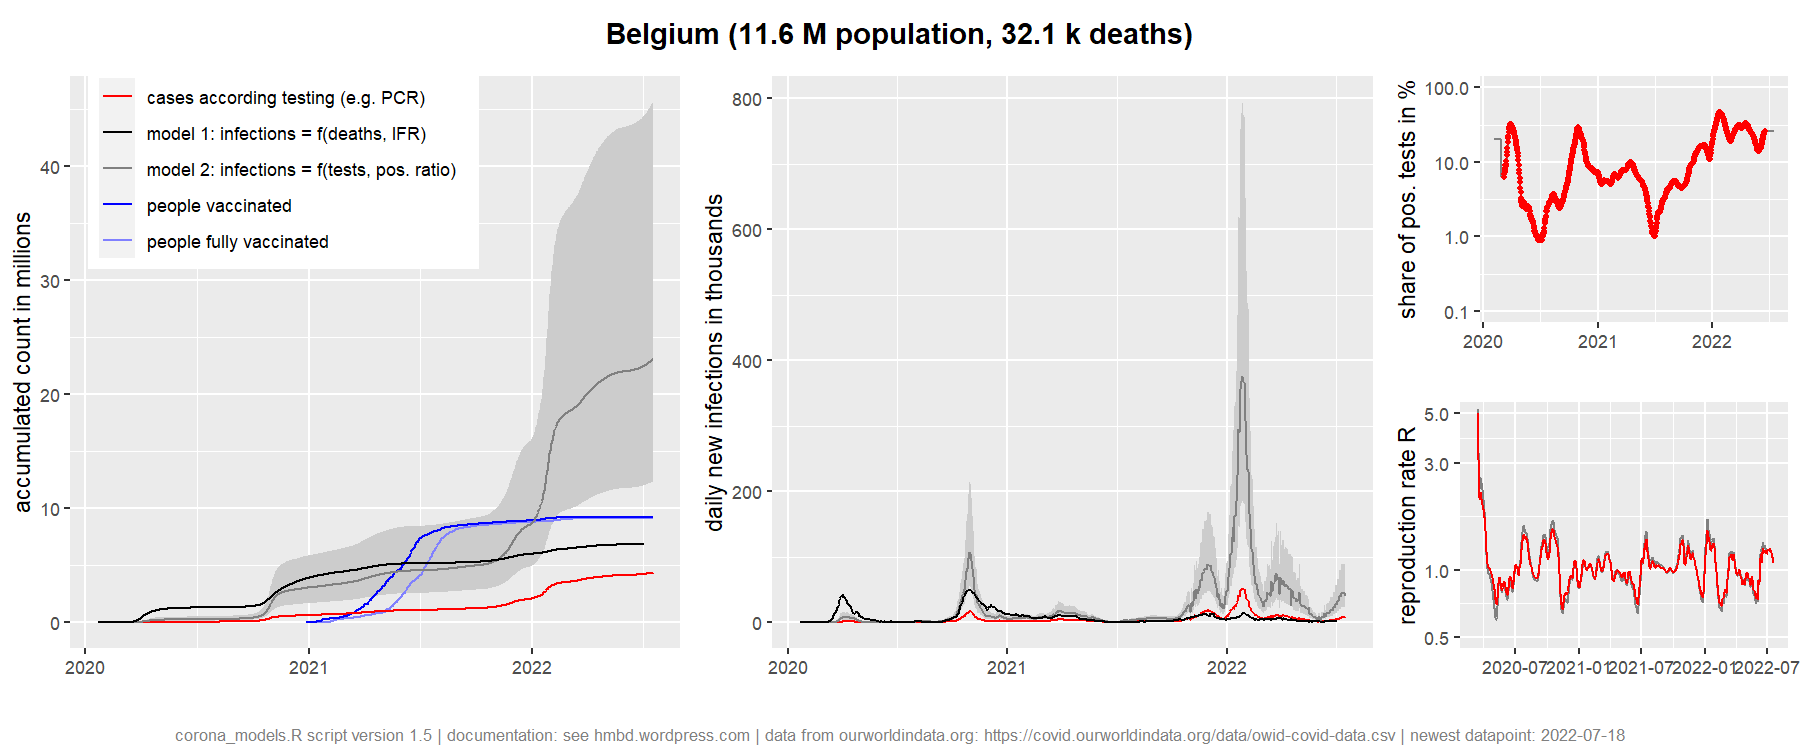 Belgium (11.6 M population, 32.1 k deaths)
accumulated count in millions
40
30
20
10
0
2020
2021
2022
cases according testing (e.g. PCR)
model 1: infections = f(deaths, IFR)
model 2: infections = f(tests, pos. ratio)
people vaccinated
people fully vaccinated
daily new infections in thousands
800
600
400
200
0
2020
2021
2022
share of pos. tests in %
100.0
10.0
1.0
0.1
2020
2021
2022
reproduction rate R
5.0
3.0
1.0
0.5
2020-07
2021-01
2021-07
2022-01
2022-07
corona_models.R script version 1.5 | documentation: see hmbd.wordpress.com | data from ourworldindata.org: https://covid.ourworldindata.org/data/owid-covid-data.csv | newest datapoint: 2022-07-18